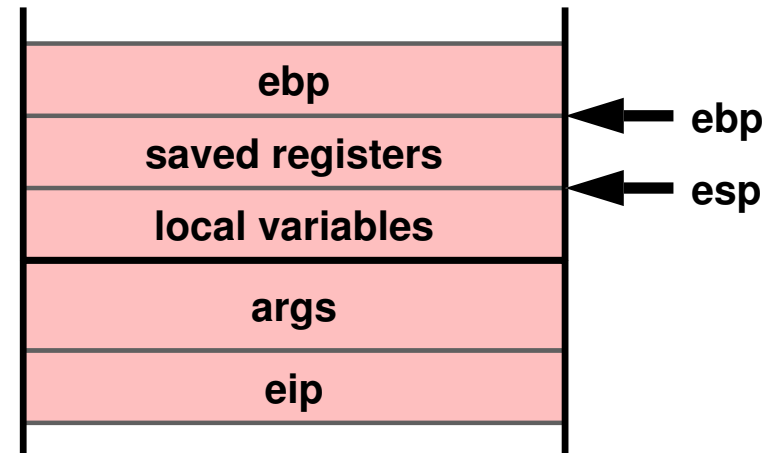 ebp
ebp
saved registers
esp
local variables
args
eip